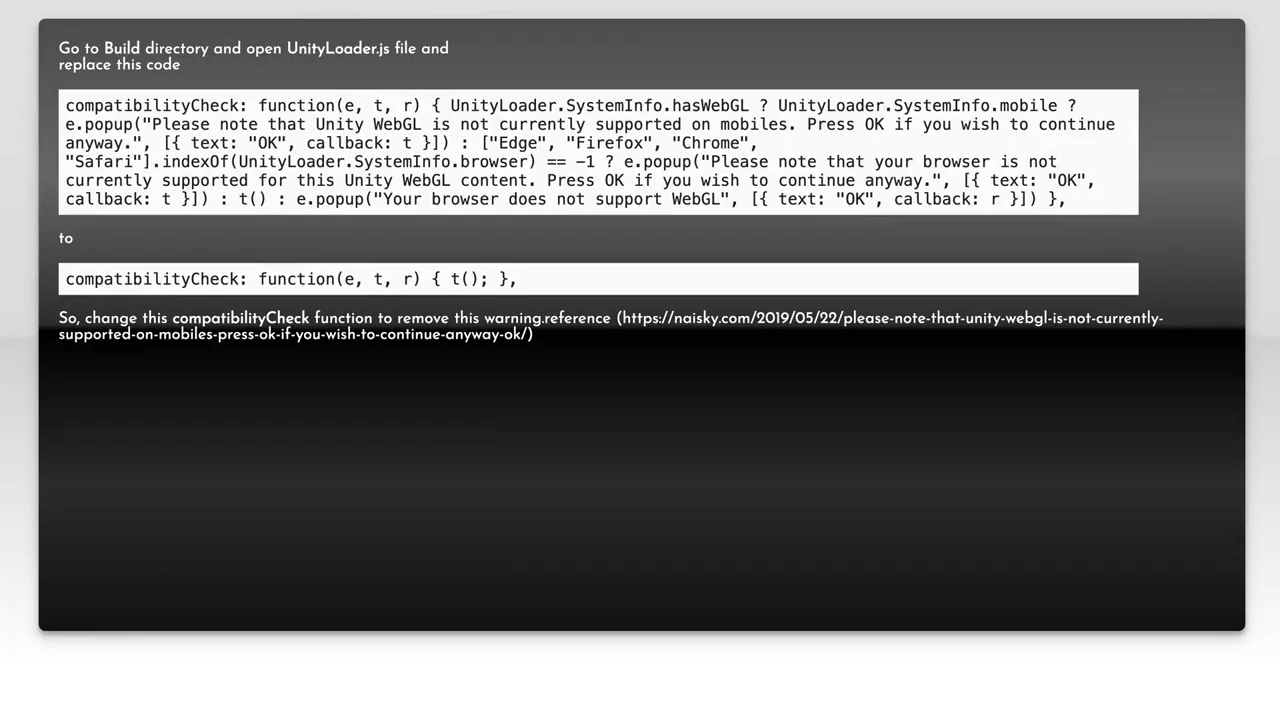 Go to Build directory and open UnityLoader.js file and
replace this code
compatibilityCheck: function(e, t, r) { UnityLoader.SystemInfo.hasWebGL ? UnityLoader.SystemInfo.mobile ?
e.popup("Please note that Unity WebGL is not currently supported on mobiles. Press OK if you wish to continue
anyway.", [{ text: "OK", callback: t }]) : ["Edge", "Firefox", "Chrome",
"Safari"].indexOf(UnityLoader.SystemInfo.browser) == -1 ? e.popup("Please note that your browser is not
currently supported for this Unity WebGL content. Press OK if you wish to continue anyway.", [{ text: "OK",
callback: t }]) : t() : e.popup("Your browser does not support WebGL", [{ text: "OK", callback: r }]) },
to
compatibilityCheck: function(e, t, r) { t(); },
So, change this compatibilityCheck function to remove this warning.reference (https://naisky.com/2019/05/22/please-note-that-unity-webgl-is-not-currently-
supported-on-mobiles-press-ok-if-you-wish-to-continue-anyway-ok/)